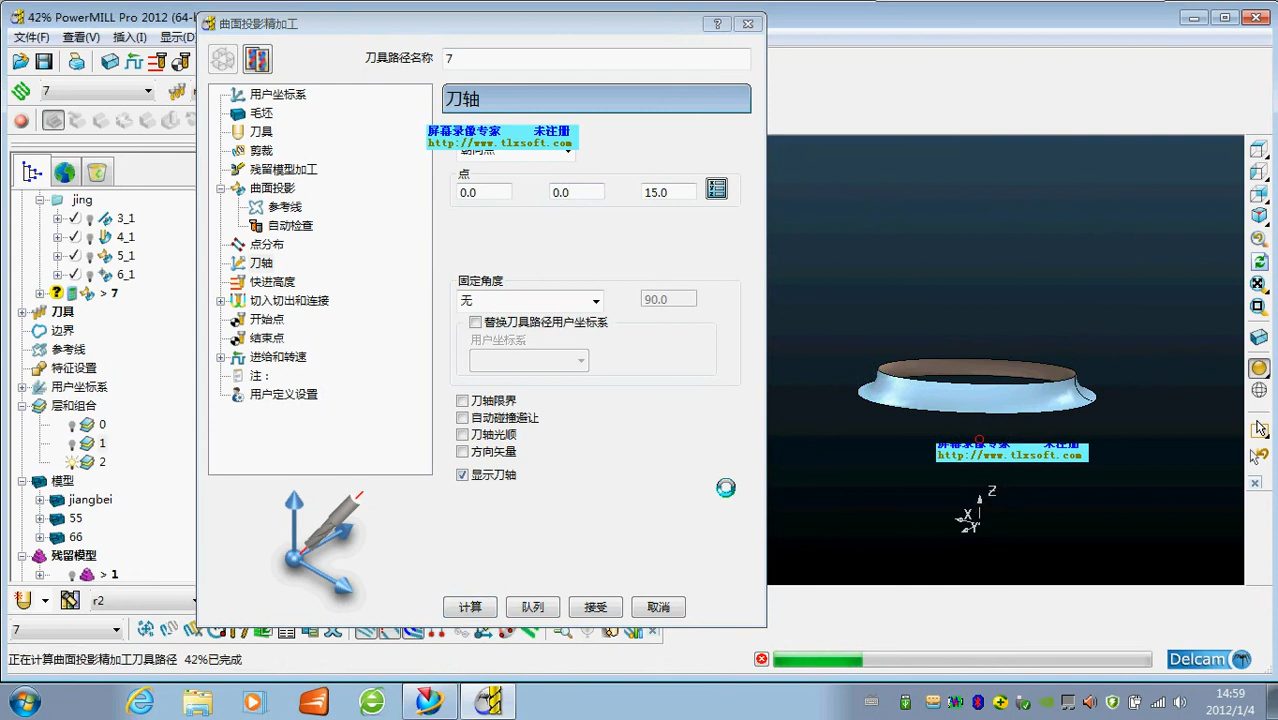 42% PowerMILL Pro 2012 (64-
曲面投影精加工
文件(F) 查看(V) 插入(I) 显示(D
刀具路径名称 7
7
用户坐标系
毛坯
刀具
剪裁
残留模型加工
曲面投影
参考线
自动检查
点分布
刀轴
快进高度
切入切出和连接
开始点
结束点
进给和转速
注：
用户定义设置
刀轴
屏幕录像专家 未注册
http://www.tlxsoft.com
朝向点
点
0.0 0.0 15.0
固定角度
无 90.0
替换刀具路径用户坐标系
用户坐标系
刀轴限界
自动碰撞避让
刀轴光顺
方向矢量
显示刀轴
计算 队列 接受 取消
jing
3_1
4_1
5_1
6_1
> 7
刀具
边界
参考线
特征设置
用户坐标系
层和组合
0
1
2
模型
jiangbei
55
66
残留模型
> 1
r2
7
屏幕录像专家 未注册
http://www.tlxsoft.com
Z
X
Y
正在计算曲面投影精加工刀具路径 42%已完成
Delcam
14:59
2012/1/4